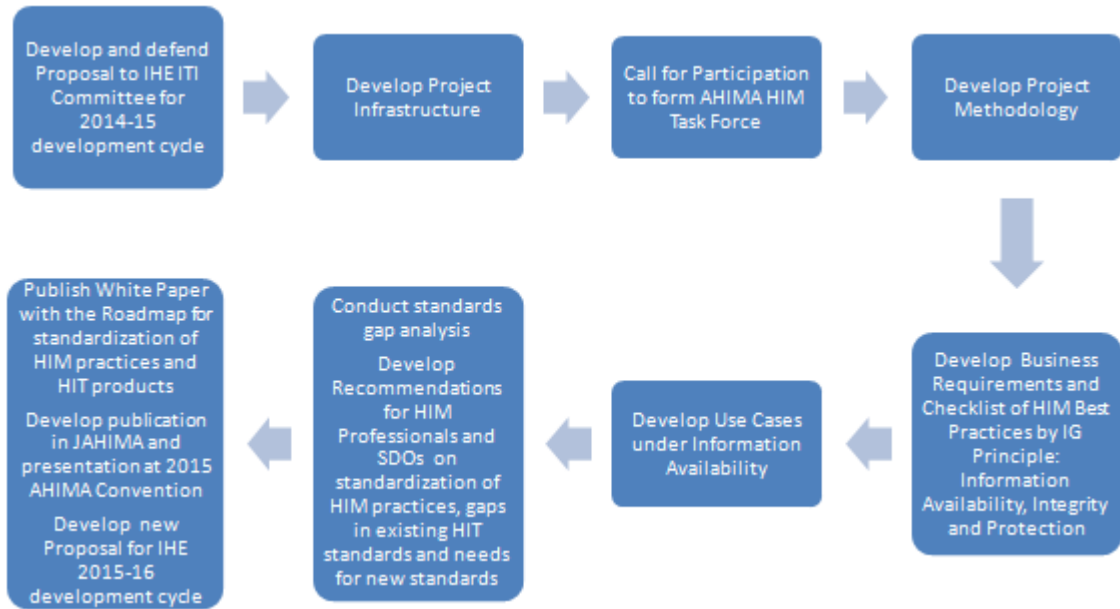 Develop and defend
Proposal to IHE ITI
Committee for
2014-15
development cycle
Develop Project
Infrastructure
Call for Participation
to form AHIMA HIM
Task Force
Develop Project
Methodology
Develop Business
Requirements and
Checklist of HIM Best
Practices by IG
Principle:
Information
Availability, Integrity
and Protection
Develop Use Cases
under Information
Availability
Conduct standards
gap analysis
Develop
Recommendations
for HIM
Professionals and
SDOs on
standardization of
HIM practices, gaps
in existing HIT
standards and needs
for new standards
Publish White Paper
with the Roadmap for
standardization of
HIM practices and
HIT products
Develop publication
in JAHIMA and
presentation at 2015
AHIMA Convention
Develop new
Proposal for IHE
2015-16
development cycle